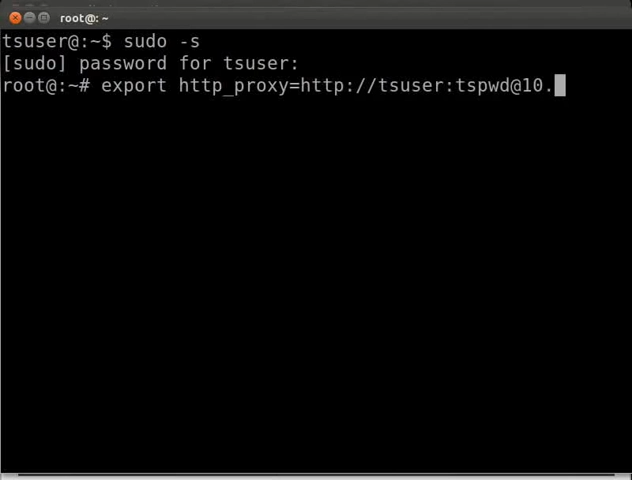 root@: ~
tsuser@:~$ sudo -s
[sudo] password for tsuser:
root@:~# export http_proxy=http://tsuser:tspwd@10.